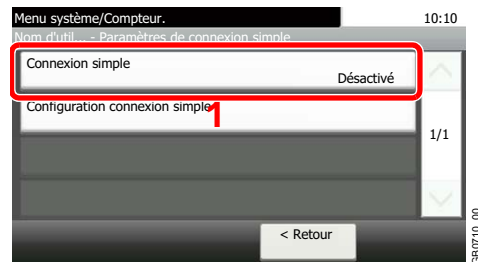 Menu système/Compteur. 10:10
Nom d'util... - Paramètres de connexion simple
Connexion simple
Désactivé
Configuration connexion simple
1
1/1
< Retour
GB0710_00